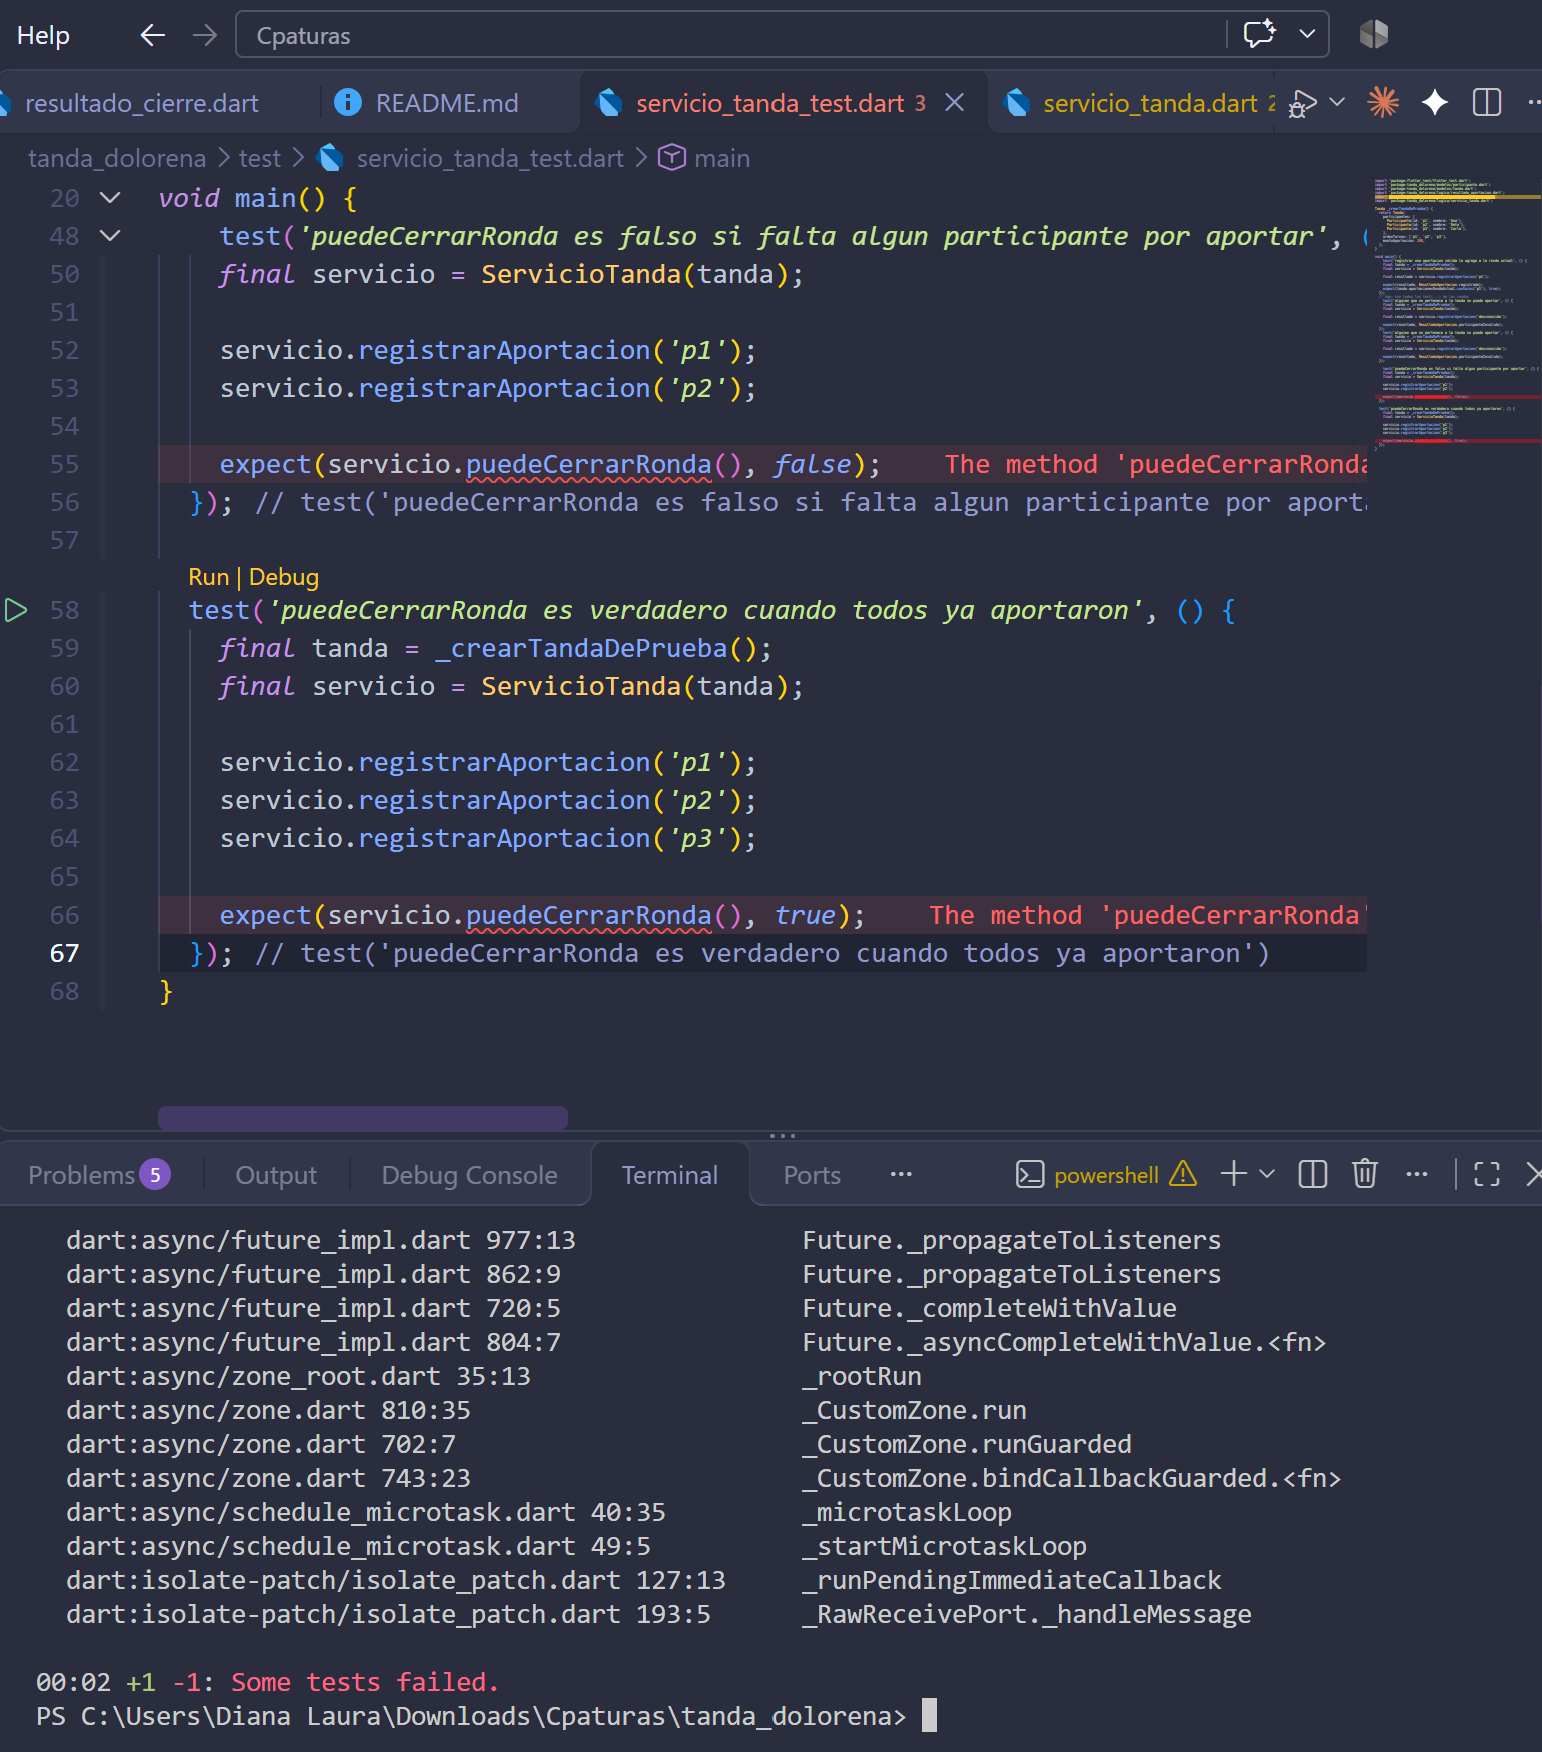 Help
Cpaturas
resultado_cierre.dart
README.md
servicio_tanda_test.dart 3
servicio_tanda.dart 2
tanda_dolorena > test > servicio_tanda_test.dart > main
20 void main() {
48 test('puedeCerrarRonda es falso si falta algun participante por aportar', (
50 final servicio = ServicioTanda(tanda);
51
52 servicio.registrarAportacion('p1');
53 servicio.registrarAportacion('p2');
54
55 expect(servicio.puedeCerrarRonda(), false); The method 'puedeCerrarRonda
56 }); // test('puedeCerrarRonda es falso si falta algun participante por aporta
57
Run | Debug
58 test('puedeCerrarRonda es verdadero cuando todos ya aportaron', () {
59 final tanda = _crearTandaDePrueba();
60 final servicio = ServicioTanda(tanda);
61
62 servicio.registrarAportacion('p1');
63 servicio.registrarAportacion('p2');
64 servicio.registrarAportacion('p3');
65
66 expect(servicio.puedeCerrarRonda(), true); The method 'puedeCerrarRonda'
67 }); // test('puedeCerrarRonda es verdadero cuando todos ya aportaron')
68 }
Problems 5
Output
Debug Console
Terminal
Ports
powershell
dart:async/future_impl.dart 977:13 Future._propagateToListeners
dart:async/future_impl.dart 862:9 Future._propagateToListeners
dart:async/future_impl.dart 720:5 Future._completeWithValue
dart:async/future_impl.dart 804:7 Future._asyncCompleteWithValue.<fn>
dart:async/zone_root.dart 35:13 _rootRun
dart:async/zone.dart 810:35 _CustomZone.run
dart:async/zone.dart 702:7 _CustomZone.runGuarded
dart:async/zone.dart 743:23 _CustomZone.bindCallbackGuarded.<fn>
dart:async/schedule_microtask.dart 40:35 _microtaskLoop
dart:async/schedule_microtask.dart 49:5 _startMicrotaskLoop
dart:isolate-patch/isolate_patch.dart 127:13 _runPendingImmediateCallback
dart:isolate-patch/isolate_patch.dart 193:5 _RawReceivePort._handleMessage
00:02 +1 -1: Some tests failed.
PS C:\Users\Diana Laura\Downloads\Cpaturas\tanda_dolorena>